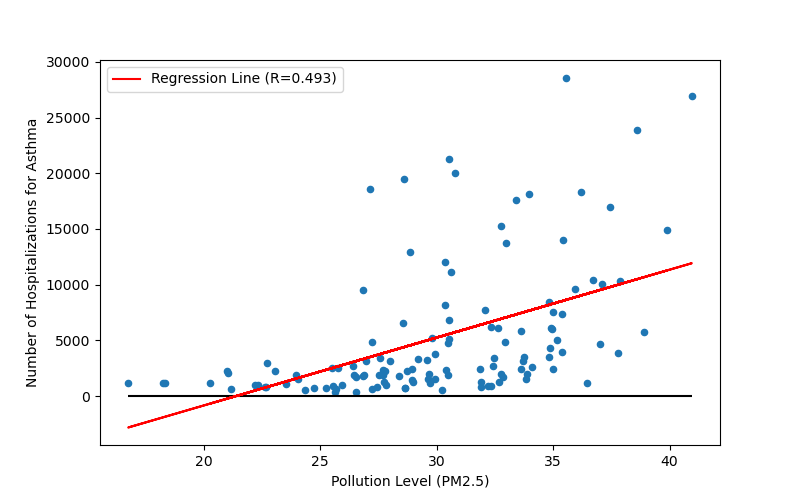 Regression Line (R=0.493)
30000
25000
20000
15000
10000
5000
0
Number of Hospitalizations for Asthma
20 25 30 35 40
Pollution Level (PM2.5)